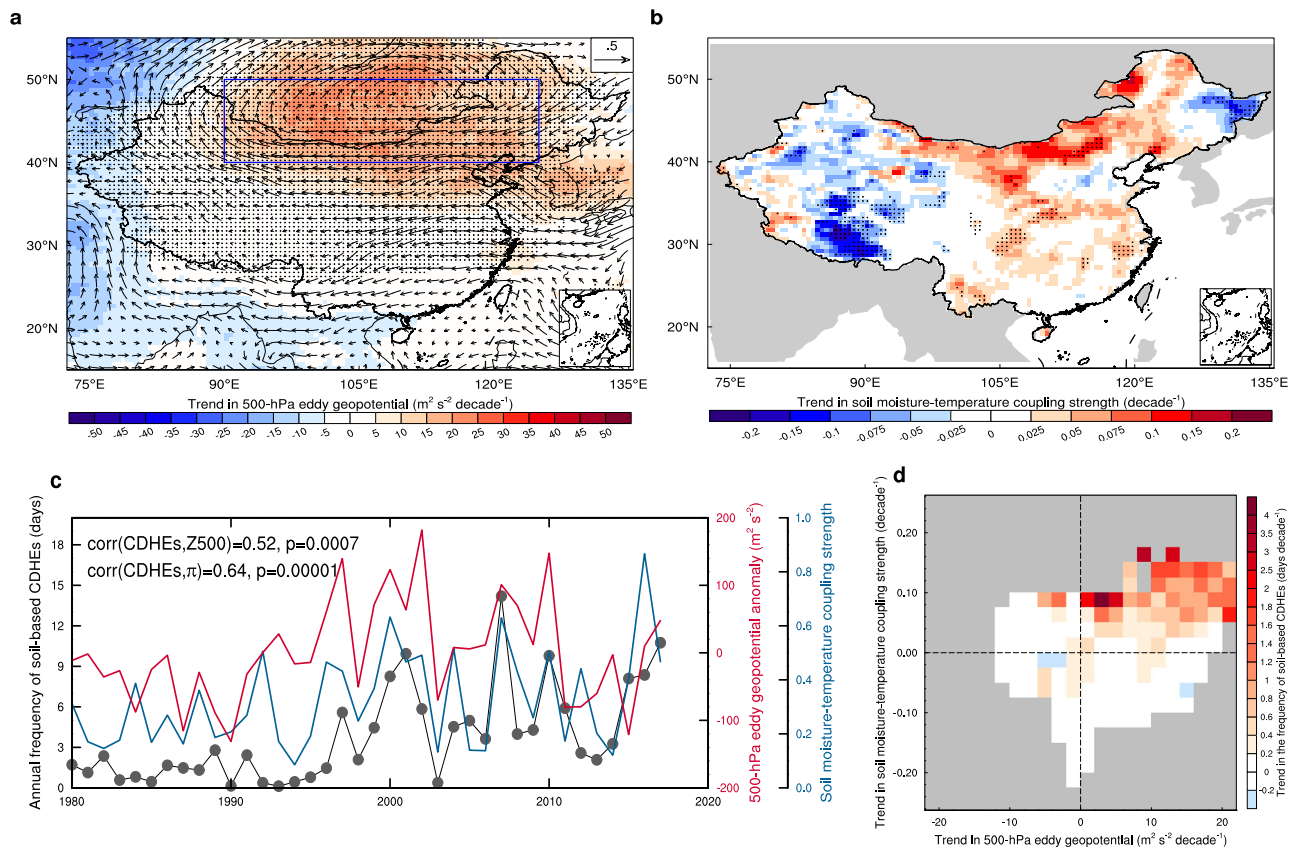 a
.5
50°N
40°N
30°N
20°N
75°E 90°E 105°E 120°E 135°E
Trend in 500-hPa eddy geopotential (m² s⁻² decade⁻¹)
-50 -45 -40 -35 -30 -25 -20 -15 -10 -5 0 5 10 15 20 25 30 35 40 45 50
b
50°N
40°N
30°N
20°N
75°E 90°E 105°E 120°E 135°E
Trend in soil moisture-temperature coupling strength (decade⁻¹)
-0.2 -0.15 -0.1 -0.075 -0.05 -0.025 0 0.025 0.05 0.075 0.1 0.15 0.2
c
corr(CDHEs,Z500)=0.52, p=0.0007
corr(CDHEs,π)=0.64, p=0.00001
Annual frequency of soil-based CDHEs (days)
18
15
12
9
6
3
0
1980 1990 2000 2010 2020
200
100
0
-100
-200
500-hPa eddy geopotential anomaly (m² s⁻²)
1.0
0.8
0.6
0.4
0.2
0.0
Soil moisture-temperature coupling strength
d
Trend in soil moisture-temperature coupling strength (decade⁻¹)
0.20
0.10
0.00
-0.10
-0.20
-20 -10 0 10 20
Trend in 500-hPa eddy geopotential (m² s⁻² decade⁻¹)
4
3.5
3
2.5
2
1.8
1.6
1.4
1.2
1
0.8
0.6
0.4
0.2
0
-0.2
Trend in the frequency of soil-based CDHEs (days decade⁻¹)